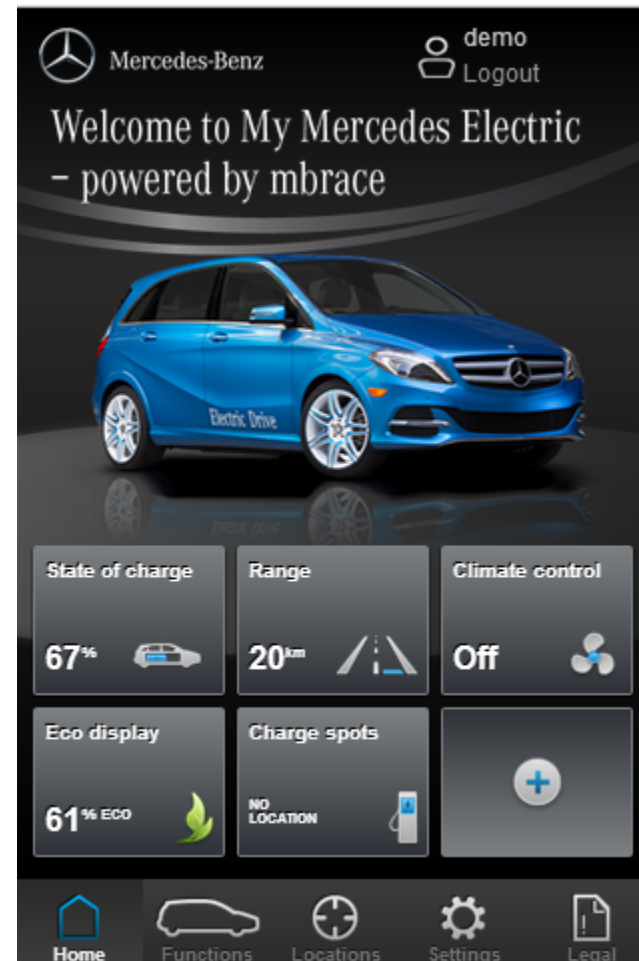 Mercedes-Benz
demo
Logout
Welcome to My Mercedes Electric
– powered by mbrace
Electric Drive
State of charge
67%
Range
20km
Climate control
Off
Eco display
61% ECO
Charge spots
NO
LOCATION
Home
Functions
Locations
Settings
Legal